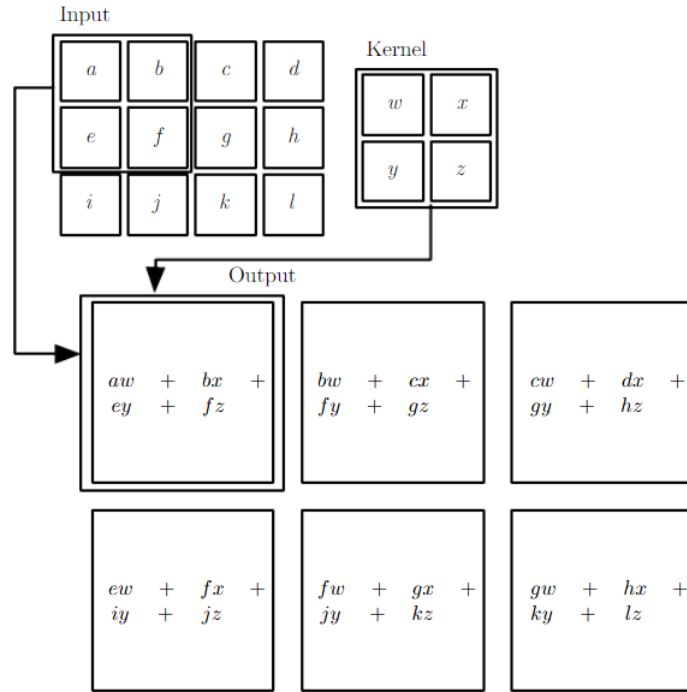 Input
Kernel
a b c d
e f g h
i j k l
w x
y z
Output
aw + bx +
ey + fz
bw + cx +
fy + gz
cw + dx +
gy + hz
ew + fx +
iy + jz
fw + gx +
jy + kz
gw + hx +
ky + lz